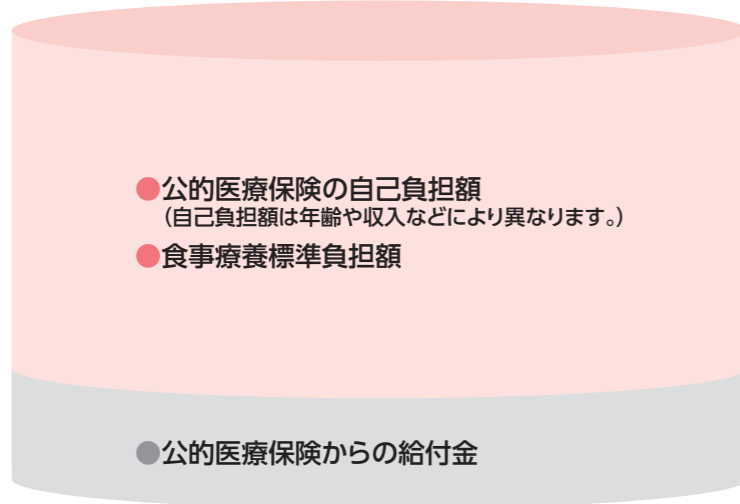 ●公的医療保険の自己負担額
（自己負担額は年齢や収入などにより異なります。）
●食事療養標準負担額
●公的医療保険からの給付金